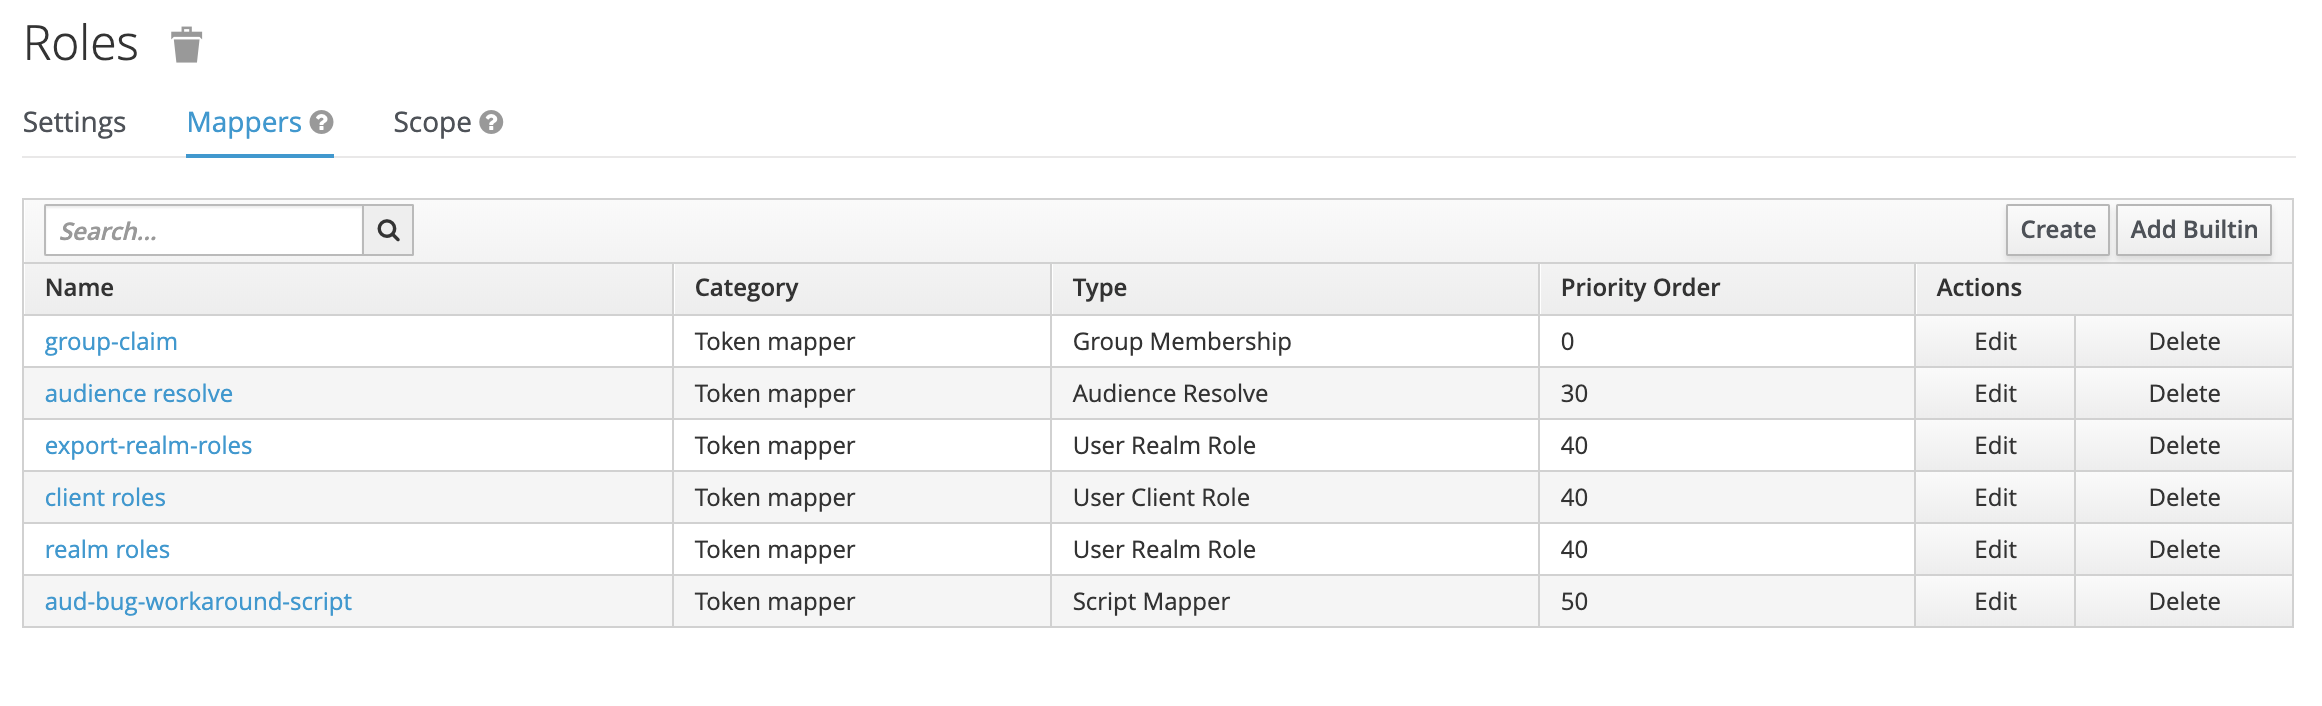 Roles
Settings Mappers ? Scope ?
Search... Create Add Builtin
Name Category Type Priority Order Actions
group-claim Token mapper Group Membership 0 Edit Delete
audience resolve Token mapper Audience Resolve 30 Edit Delete
export-realm-roles Token mapper User Realm Role 40 Edit Delete
client roles Token mapper User Client Role 40 Edit Delete
realm roles Token mapper User Realm Role 40 Edit Delete
aud-bug-workaround-script Token mapper Script Mapper 50 Edit Delete